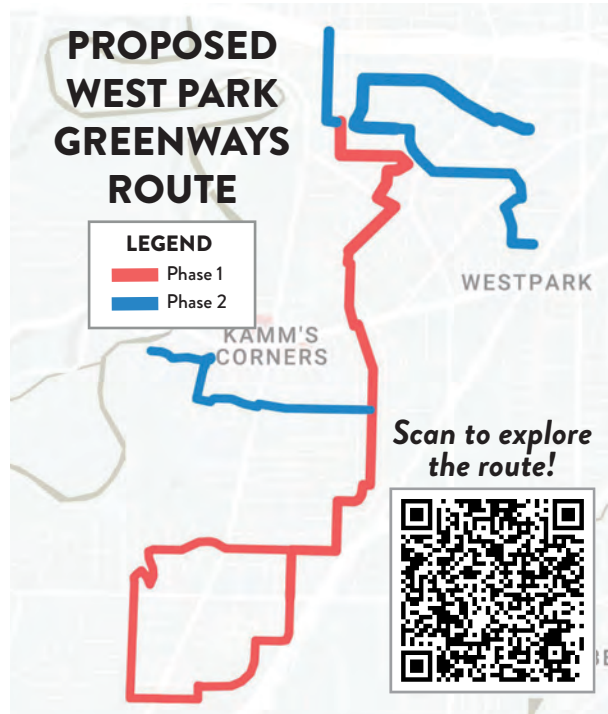 PROPOSED
WEST PARK
GREENWAYS
ROUTE
LEGEND
Phase 1
Phase 2
WESTPARK
KAMM'S
CORNERS
Scan to explore
the route!